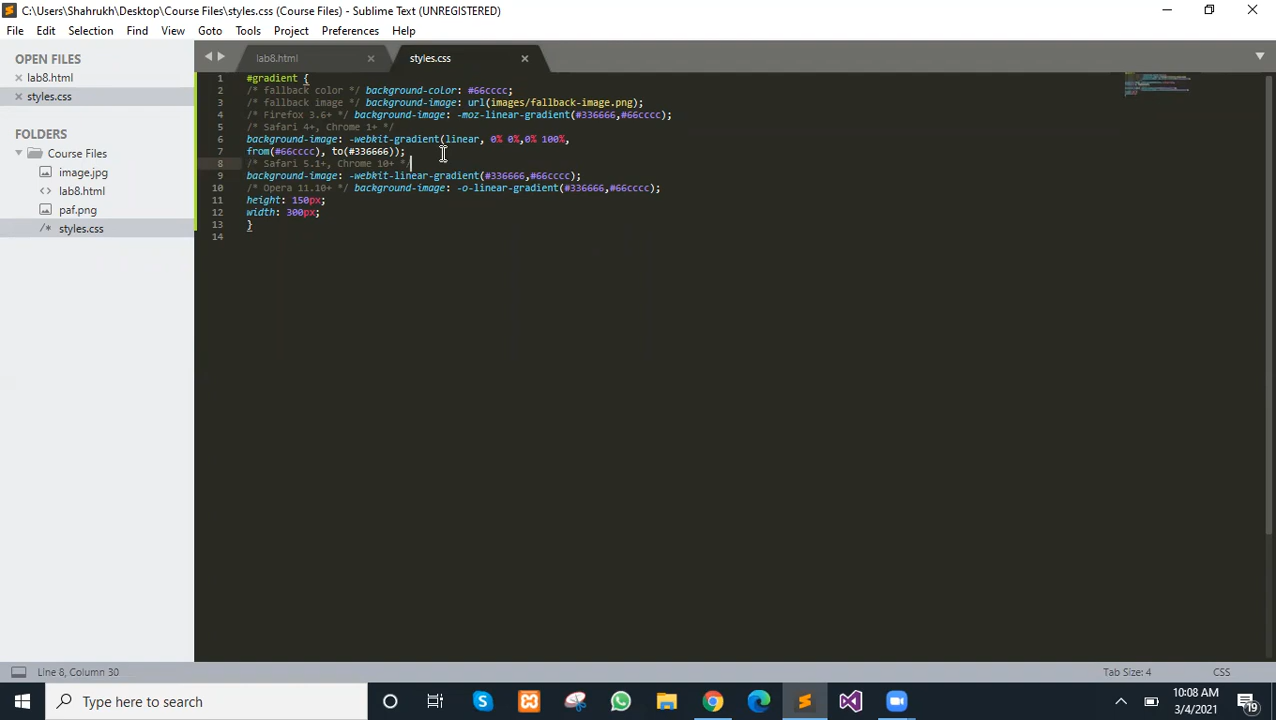 C:\Users\Shahrukh\Desktop\Course Files\styles.css (Course Files) - Sublime Text (UNREGISTERED)
File Edit Selection Find View Goto Tools Project Preferences Help
OPEN FILES
lab8.html
styles.css
FOLDERS
Course Files
image.jpg
lab8.html
paf.png
/* styles.css
lab8.html styles.css
1 #gradient {
2 /* fallback color */ background-color: #66cccc;
3 /* fallback image */ background-image: url(images/fallback-image.png);
4 /* Firefox 3.6+ */ background-image: -moz-linear-gradient(#336666,#66cccc);
5 /* Safari 4+, Chrome 1+ */
6 background-image: -webkit-gradient(linear, 0% 0%,0% 100%,
7 from(#66cccc), to(#336666));
8 /* Safari 5.1+, Chrome 10+ */
9 background-image: -webkit-linear-gradient(#336666,#66cccc);
10 /* Opera 11.10+ */ background-image: -o-linear-gradient(#336666,#66cccc);
11 height: 150px;
12 width: 300px;
13 }
14
Line 8, Column 30 Tab Size: 4 CSS
Type here to search
10:08 AM
3/4/2021
19